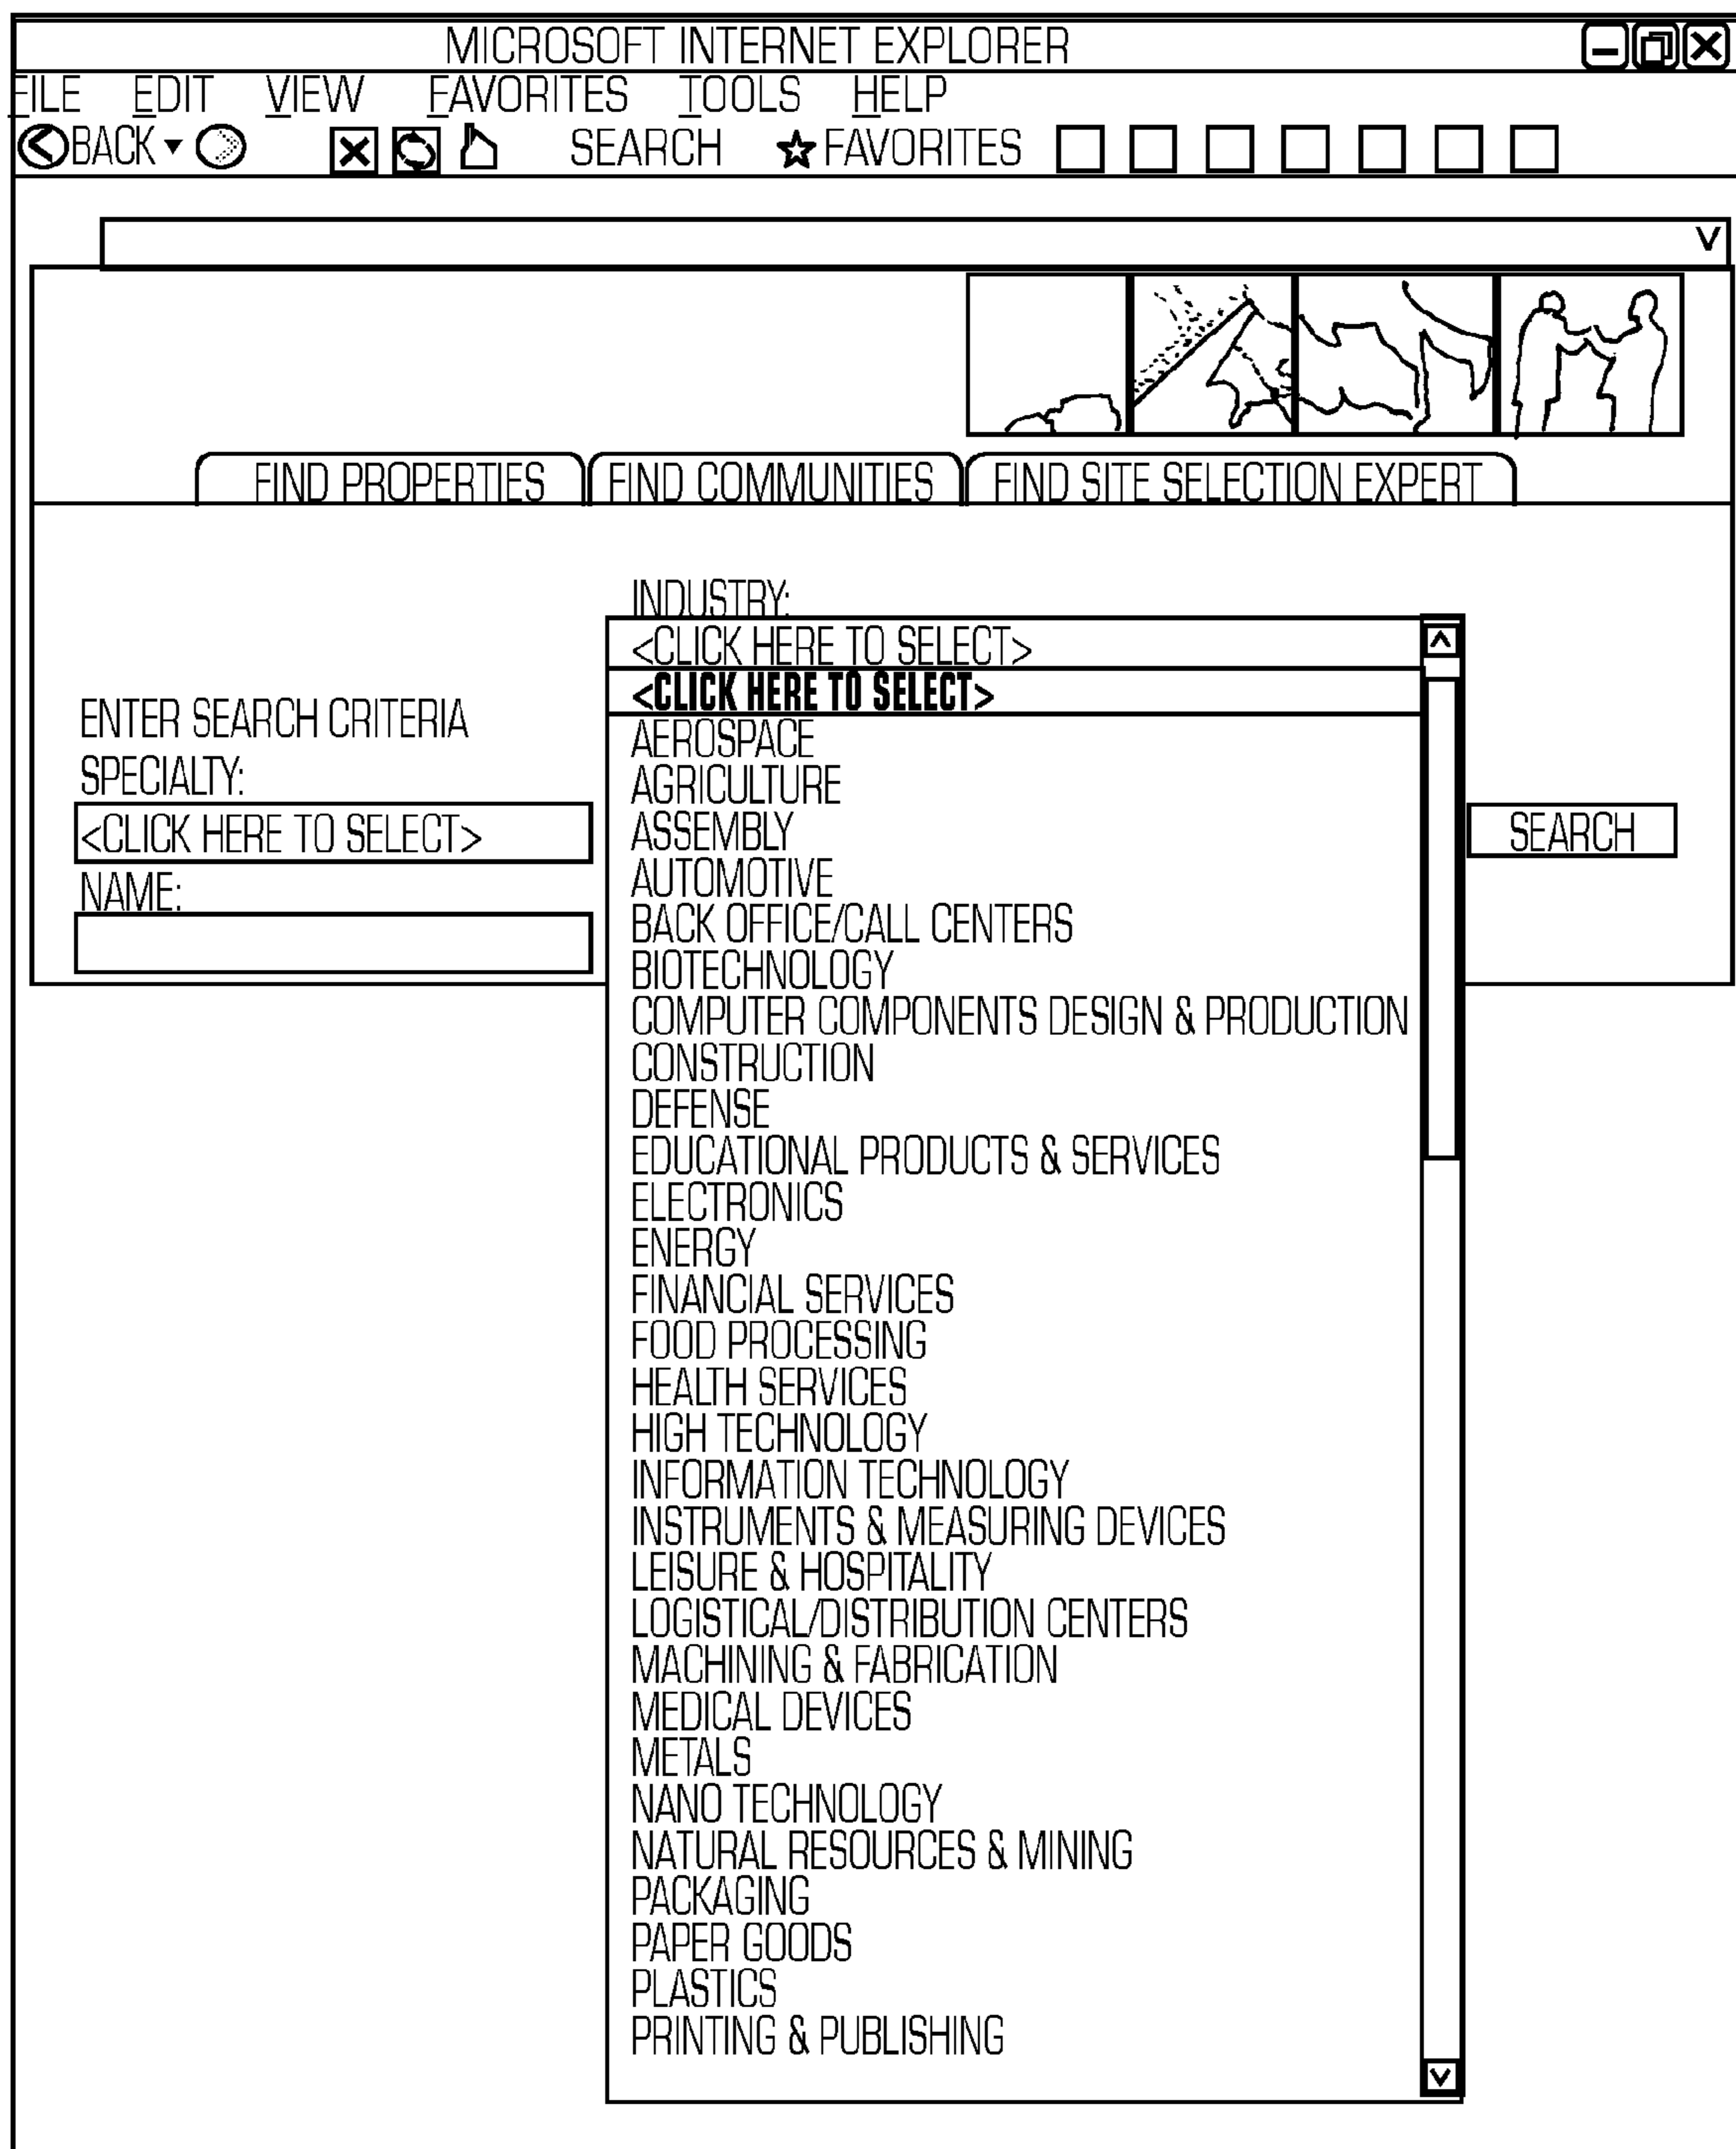 MICROSOFT INTERNET EXPLORER
FILE EDIT VIEW FAVORITES TOOLS HELP
BACK SEARCH FAVORITES
FIND PROPERTIES FIND COMMUNITIES FIND SITE SELECTION EXPERT
ENTER SEARCH CRITERIA
SPECIALTY:
<CLICK HERE TO SELECT>
NAME:
INDUSTRY:
<CLICK HERE TO SELECT>
<CLICK HERE TO SELECT>
AEROSPACE
AGRICULTURE
ASSEMBLY
AUTOMOTIVE
BACK OFFICE/CALL CENTERS
BIOTECHNOLOGY
COMPUTER COMPONENTS DESIGN & PRODUCTION
CONSTRUCTION
DEFENSE
EDUCATIONAL PRODUCTS & SERVICES
ELECTRONICS
ENERGY
FINANCIAL SERVICES
FOOD PROCESSING
HEALTH SERVICES
HIGH TECHNOLOGY
INFORMATION TECHNOLOGY
INSTRUMENTS & MEASURING DEVICES
LEISURE & HOSPITALITY
LOGISTICAL/DISTRIBUTION CENTERS
MACHINING & FABRICATION
MEDICAL DEVICES
METALS
NANO TECHNOLOGY
NATURAL RESOURCES & MINING
PACKAGING
PAPER GOODS
PLASTICS
PRINTING & PUBLISHING
SEARCH